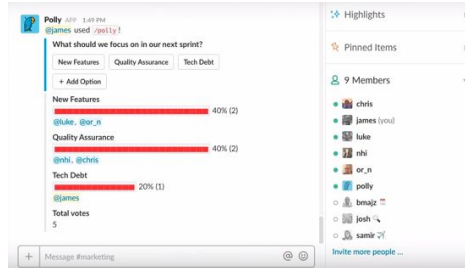 Polly APP 1:49 PM
@james used /polly!
What should we focus on in our next sprint?
New Features Quality Assurance Tech Debt
+ Add Option
New Features
40% (2)
@luke, @or_n
Quality Assurance
40% (2)
@nhi, @chris
Tech Debt
20% (1)
@james
Total votes
5
+ Message #marketing @
Highlights
Pinned Items
9 Members
chris
james (you)
luke
nhi
or_n
polly
bmajz
josh
samir
Invite more people ...